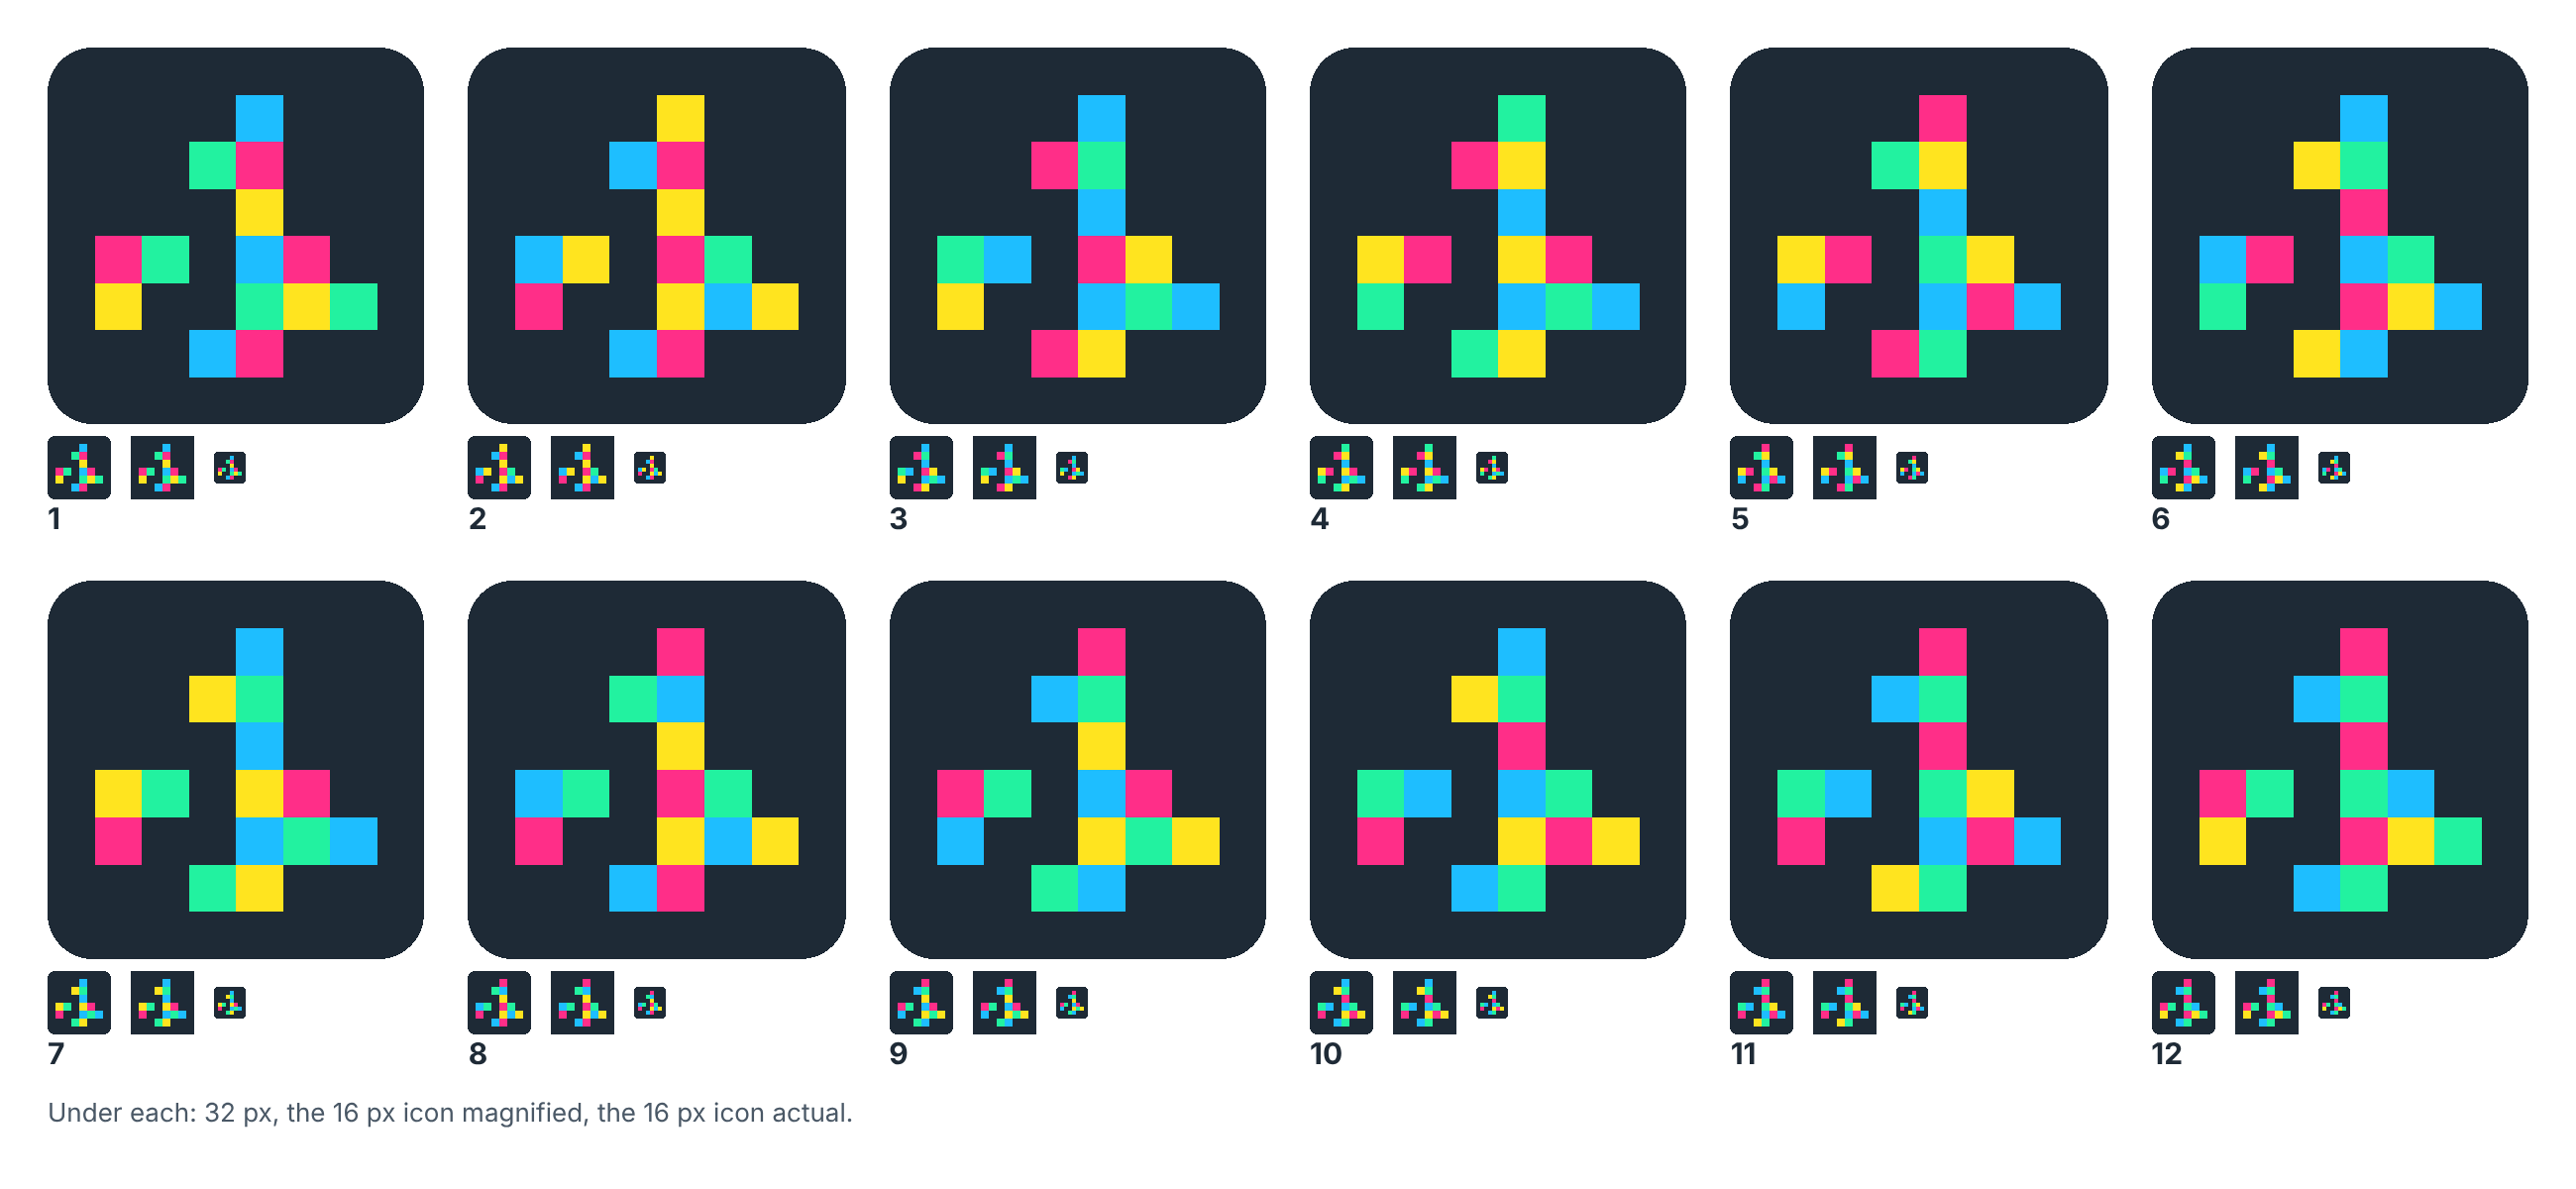 1 2 3 4 5 6
7 8 9 10 11 12
Under each: 32 px, the 16 px icon magnified, the 16 px icon actual.